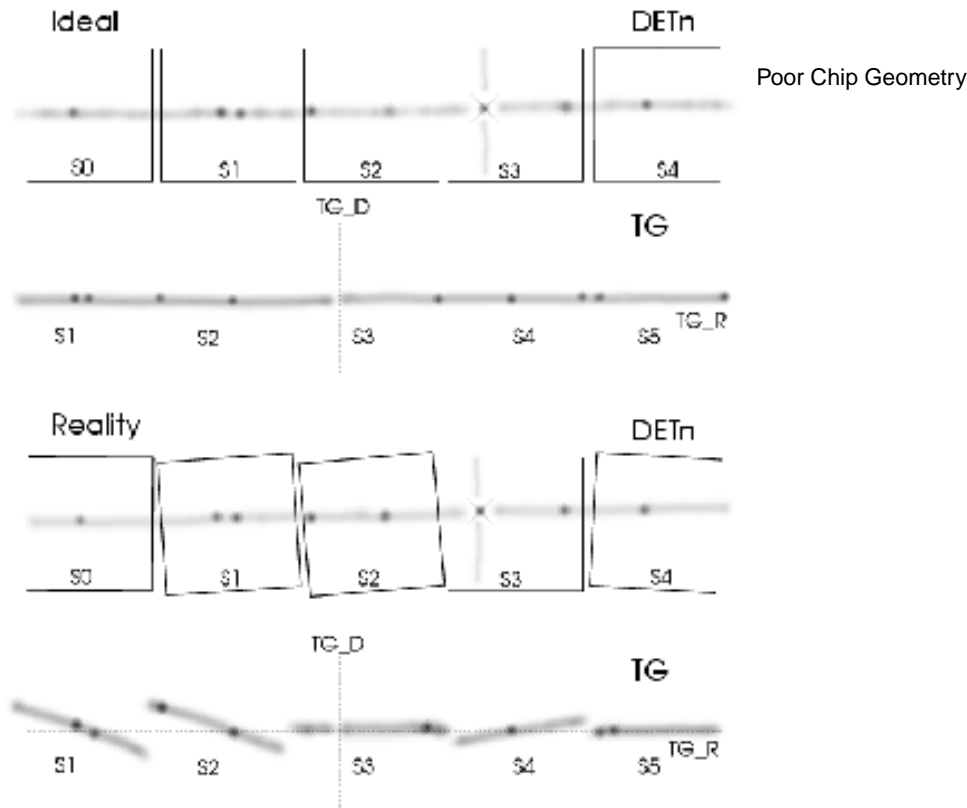 Ideal DETn
Poor Chip Geometry
S0 S1 S2 S3 S4
TG_D
TG
TG_R
S1 S2 S3 S4 S5
Reality DETn
S0 S1 S2 S3 S4
TG_D
TG
TG_R
S1 S2 S3 S4 S5